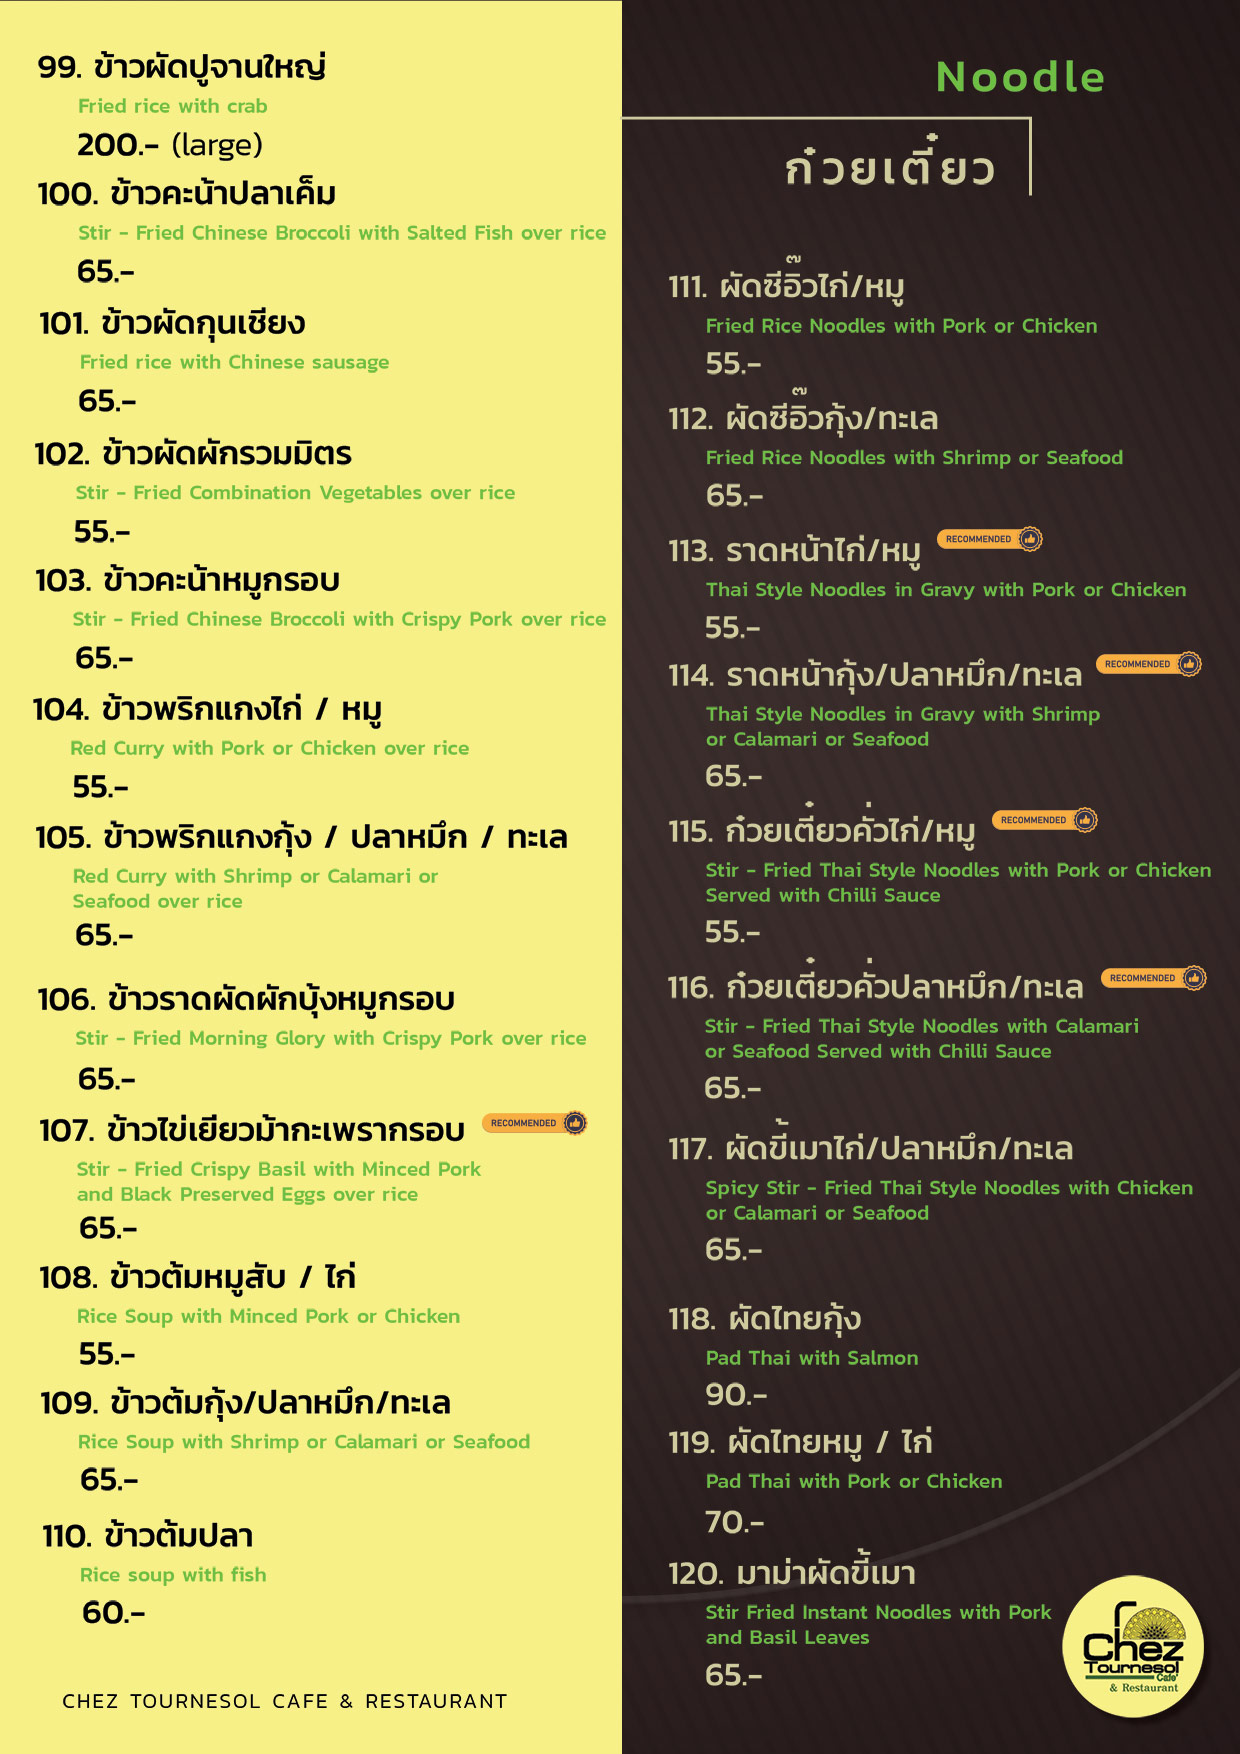 99. ข้าวผัดปูจานใหญ่
Fried rice with crab
200.- (large)
100. ข้าวคะน้าปลาเค็ม
Stir - Fried Chinese Broccoli with Salted Fish over rice
65.-
101. ข้าวผัดกุนเชียง
Fried rice with Chinese sausage
65.-
102. ข้าวผัดผักรวมมิตร
Stir - Fried Combination Vegetables over rice
55.-
103. ข้าวคะน้าหมูกรอบ
Stir - Fried Chinese Broccoli with Crispy Pork over rice
65.-
104. ข้าวพริกแกงไก่ / หมู
Red Curry with Pork or Chicken over rice
55.-
105. ข้าวพริกแกงกุ้ง / ปลาหมึก / ทะเล
Red Curry with Shrimp or Calamari or
Seafood over rice
65.-
106. ข้าวราดผัดผักบุ้งหมูกรอบ
Stir - Fried Morning Glory with Crispy Pork over rice
65.-
107. ข้าวไข่เยียวม้ากะเพรากรอบ RECOMMENDED
Stir - Fried Crispy Basil with Minced Pork
and Black Preserved Eggs over rice
65.-
108. ข้าวต้มหมูสับ / ไก่
Rice Soup with Minced Pork or Chicken
55.-
109. ข้าวต้มกุ้ง/ปลาหมึก/ทะเล
Rice Soup with Shrimp or Calamari or Seafood
65.-
110. ข้าวต้มปลา
Rice soup with fish
60.-
CHEZ TOURNESOL CAFE & RESTAURANT
Noodle
ก๋วยเตี๋ยว
111. ผัดซีอิ๊วไก่/หมู
Fried Rice Noodles with Pork or Chicken
55.-
112. ผัดซีอิ๊วกุ้ง/ทะเล
Fried Rice Noodles with Shrimp or Seafood
65.-
113. ราดหน้าไก่/หมู RECOMMENDED
Thai Style Noodles in Gravy with Pork or Chicken
55.-
114. ราดหน้ากุ้ง/ปลาหมึก/ทะเล RECOMMENDED
Thai Style Noodles in Gravy with Shrimp
or Calamari or Seafood
65.-
115. ก๋วยเตี๋ยวคั่วไก่/หมู RECOMMENDED
Stir - Fried Thai Style Noodles with Pork or Chicken
Served with Chilli Sauce
55.-
116. ก๋วยเตี๋ยวคั่วปลาหมึก/ทะเล RECOMMENDED
Stir - Fried Thai Style Noodles with Calamari
or Seafood Served with Chilli Sauce
65.-
117. ผัดขี้เมาไก่/ปลาหมึก/ทะเล
Spicy Stir - Fried Thai Style Noodles with Chicken
or Calamari or Seafood
65.-
118. ผัดไทยกุ้ง
Pad Thai with Salmon
90.-
119. ผัดไทยหมู / ไก่
Pad Thai with Pork or Chicken
70.-
120. มาม่าผัดขี้เมา
Stir Fried Instant Noodles with Pork
and Basil Leaves
65.-
Chez
Tournesol
Cafe'
& Restaurant